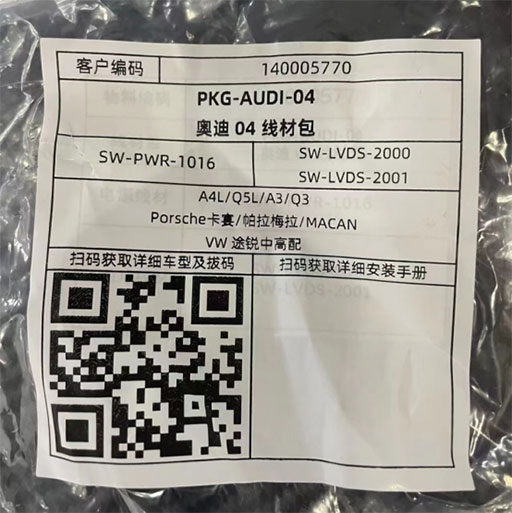 客户编码 140005770
PKG-AUDI-04
奥迪 04 线材包
SW-PWR-1016 SW-LVDS-2000
SW-LVDS-2001
A4L/Q5L/A3/Q3
Porsche卡宴/帕拉梅拉/MACAN
VW 途锐中高配
扫码获取详细车型及拨码 扫码获取详细安装手册